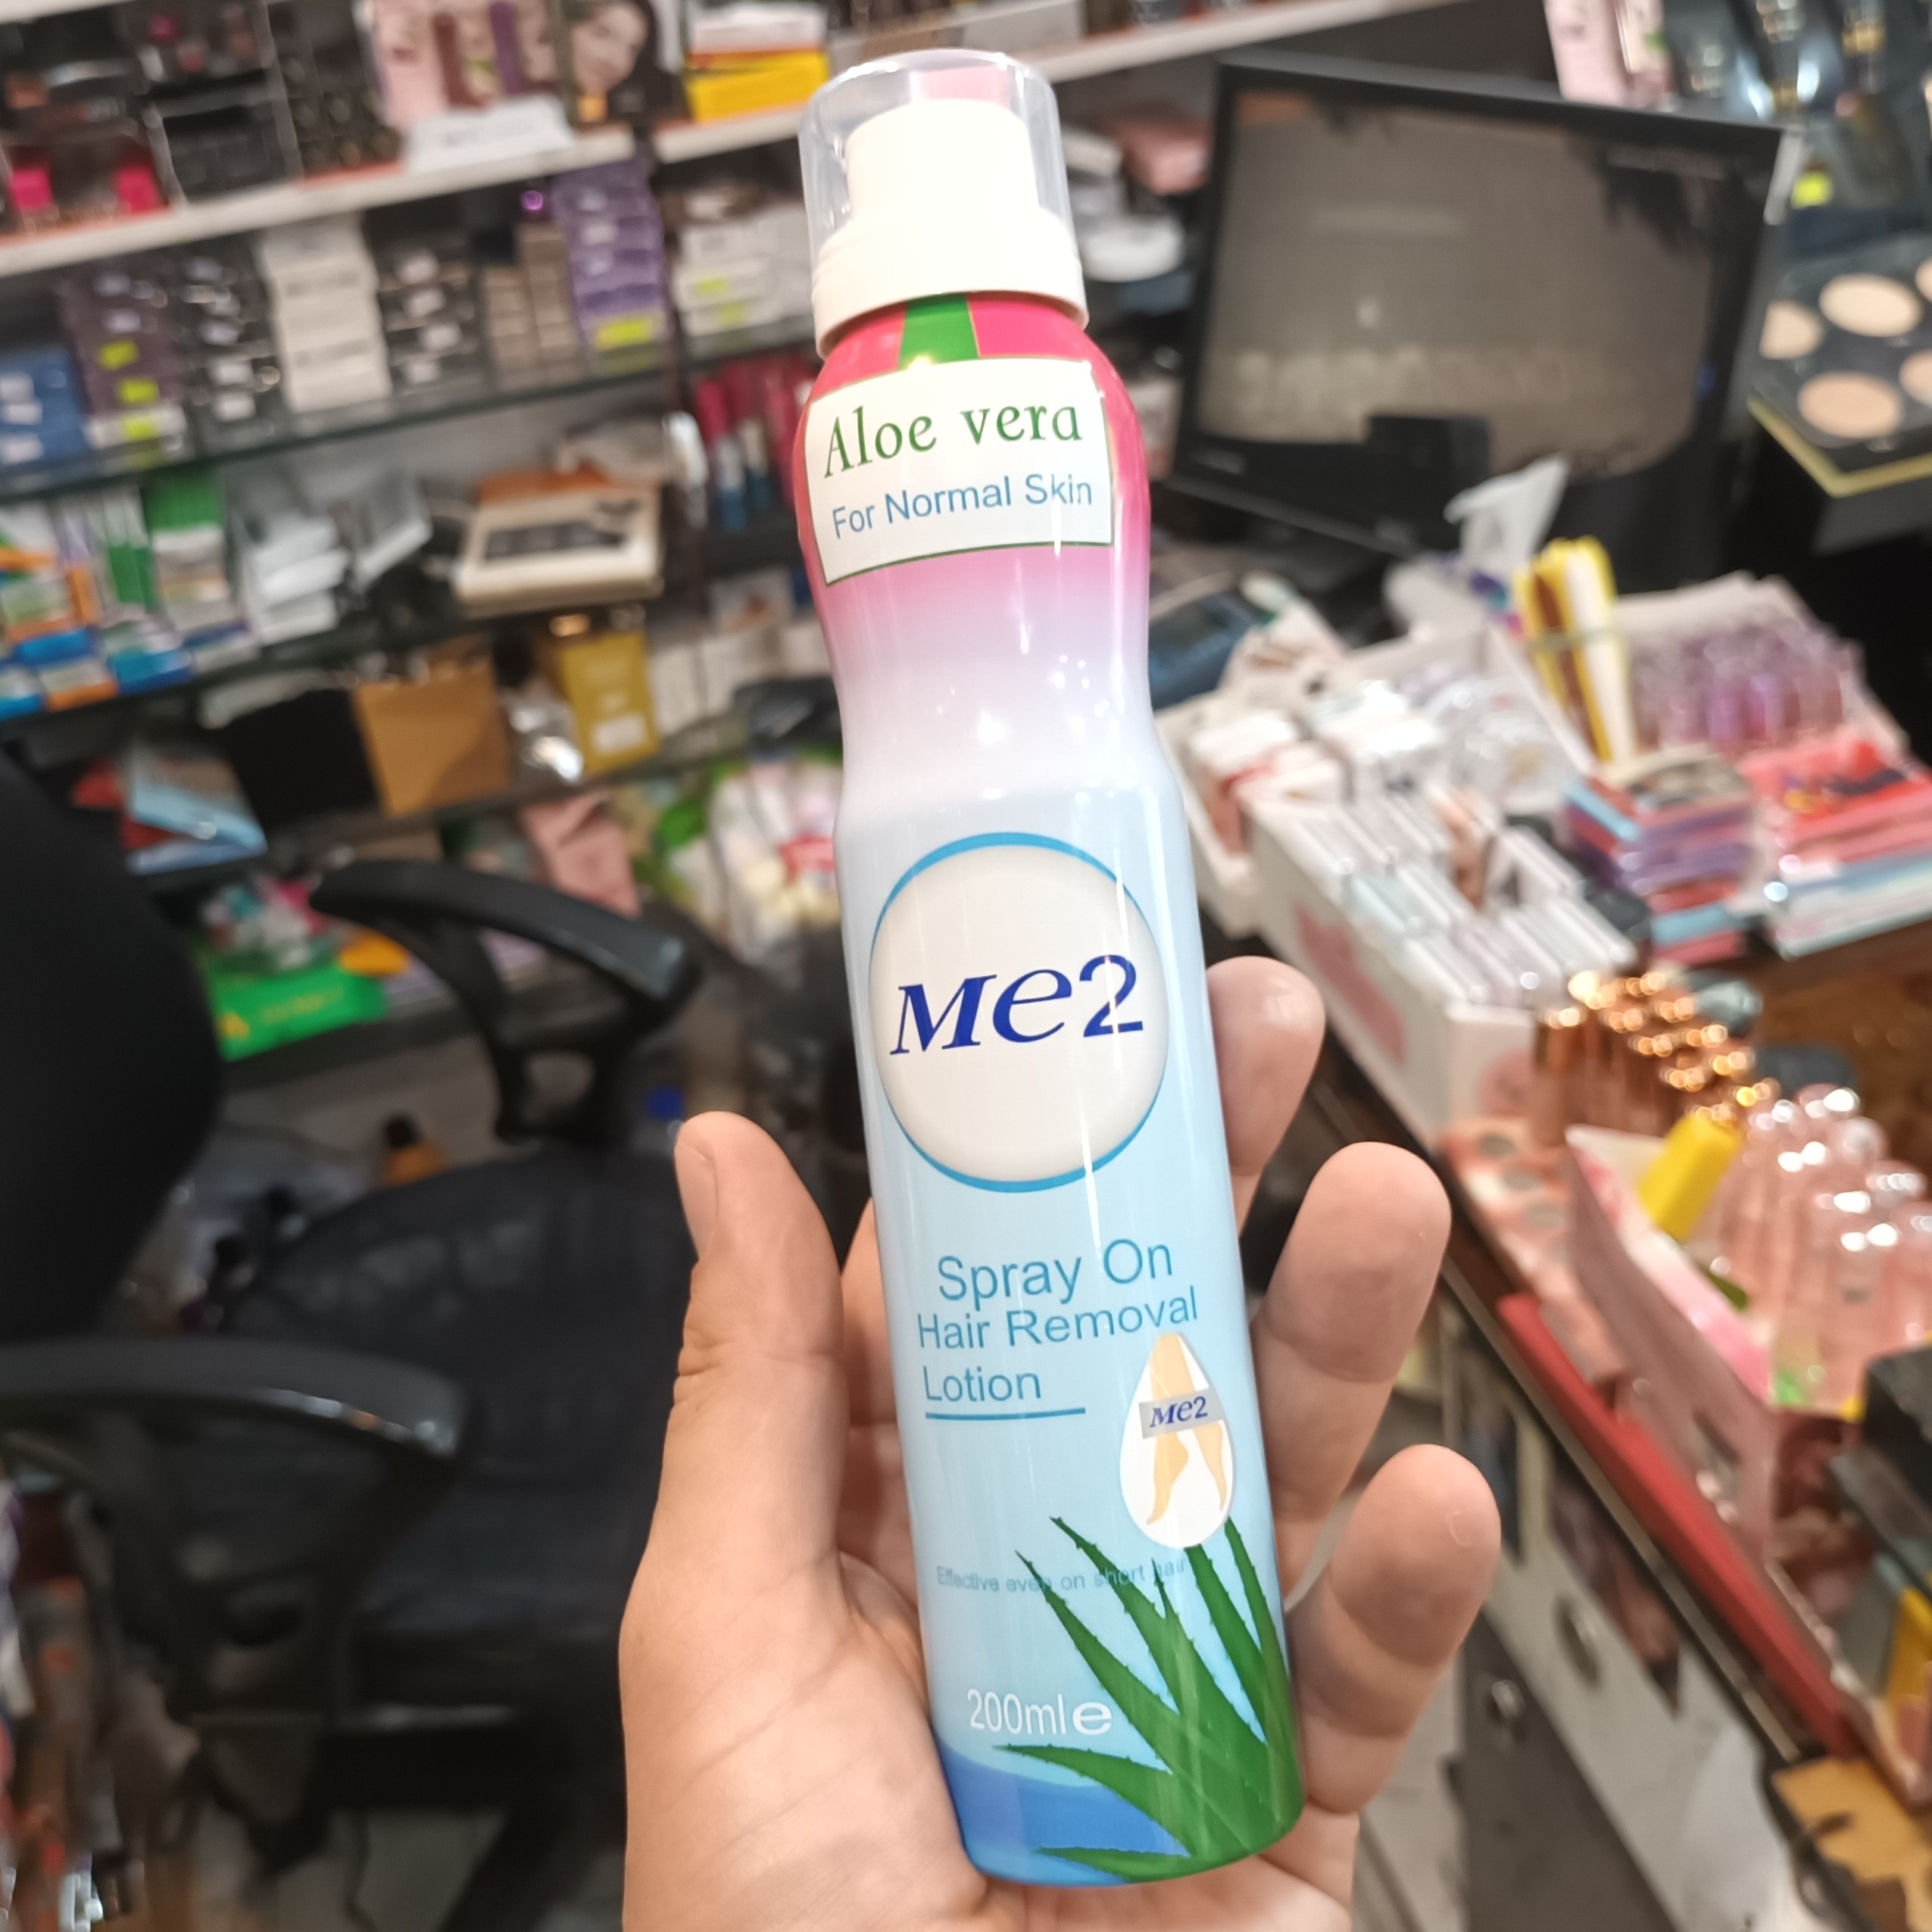 Aloe vera
For Normal Skin
Me2
Spray On
Hair Removal
Lotion
Me2
Effective even on short hair
200ml e